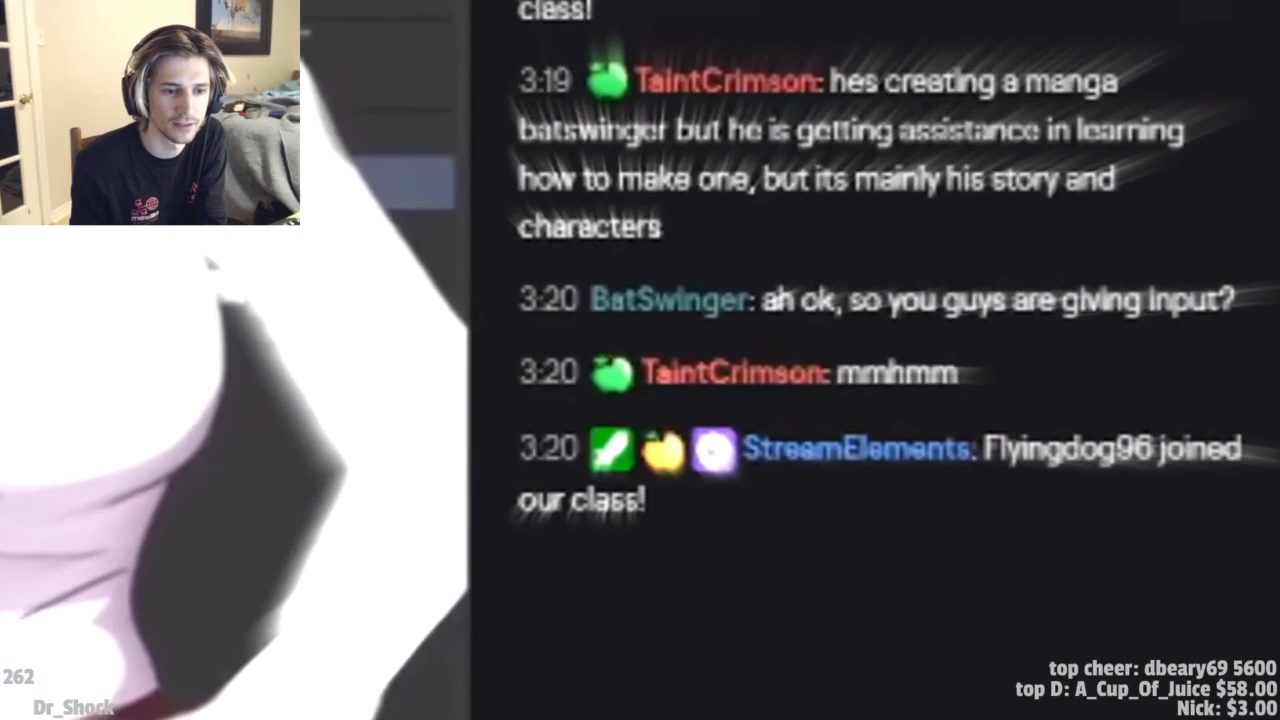 class!
3:19 TaintCrimson: hes creating a manga
batswinger but he is getting assistance in learning
how to make one, but its mainly his story and
characters
3:20 BatSwinger: ah ok, so you guys are giving input?
3:20 TaintCrimson: mmhmm
3:20 StreamElements: Flyingdog96 joined
our class!
262
Dr_Shock
top cheer: dbeary69 5600
top D: A_Cup_Of_Juice $58.00
Nick: $3.00